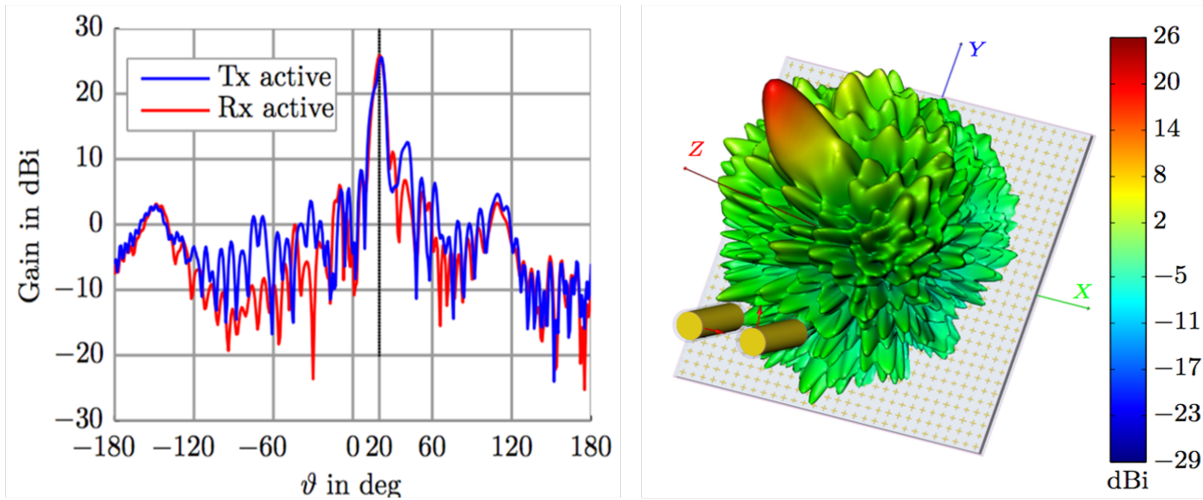 30
20
10
0
−10
−20
−30
Gain in dBi
Tx active
Rx active
−180 −120 −60 0 20 60 120 180
ϑ in deg
Y
Z
X
26
20
14
8
2
−5
−11
−17
−23
−29
dBi